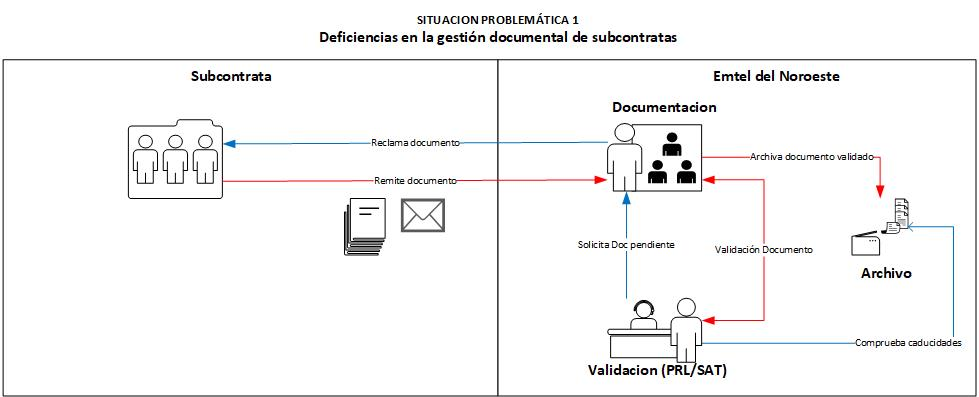 SITUACION PROBLEMÁTICA 1
Deficiencias en la gestión documental de subcontratas
Subcontrata
Emtel del Noroeste
Documentacion
Reclama documento
Archiva documento validado
Remite documento
Solicita Doc pendiente
Validación Documento
Archivo
Comprueba caducidades
Validacion (PRL/SAT)